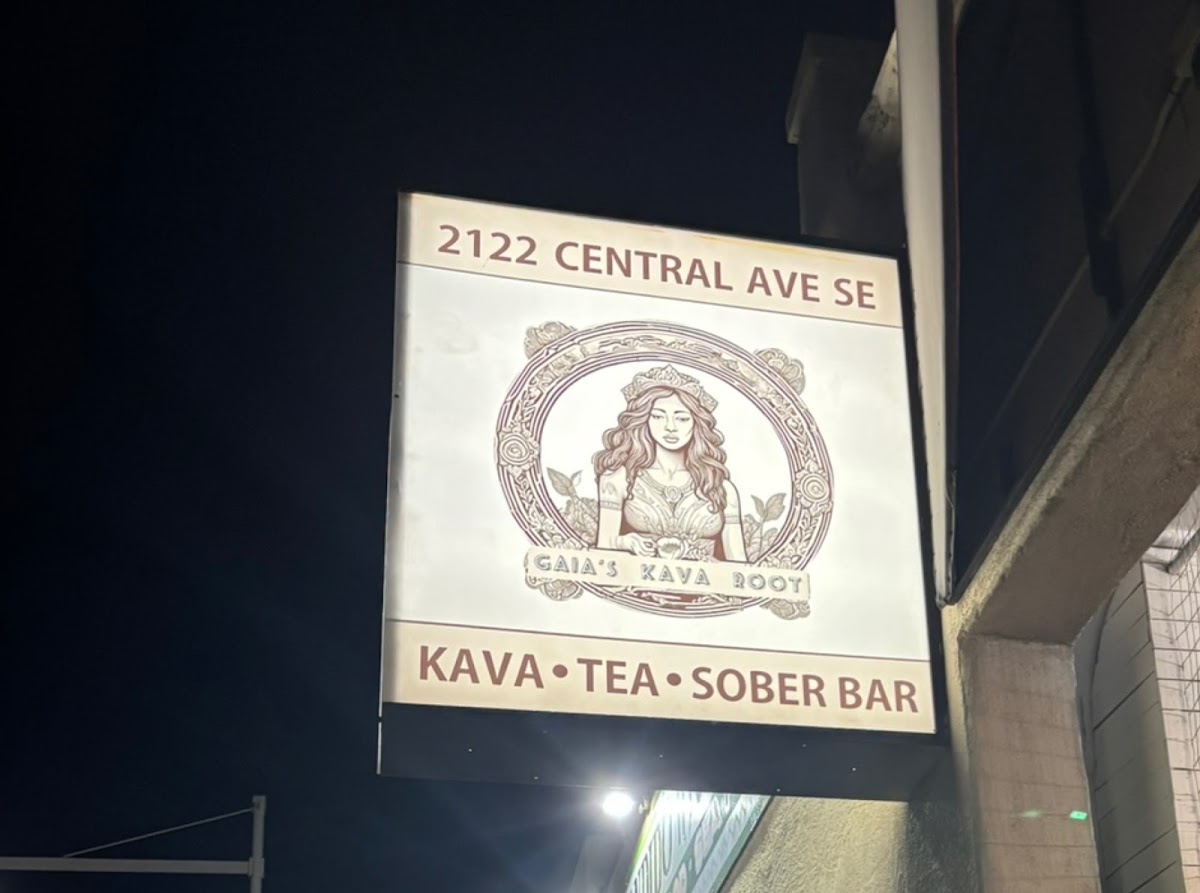 2122 CENTRAL AVE SE
GAIA'S KAVA ROOT
KAVA • TEA • SOBER BAR